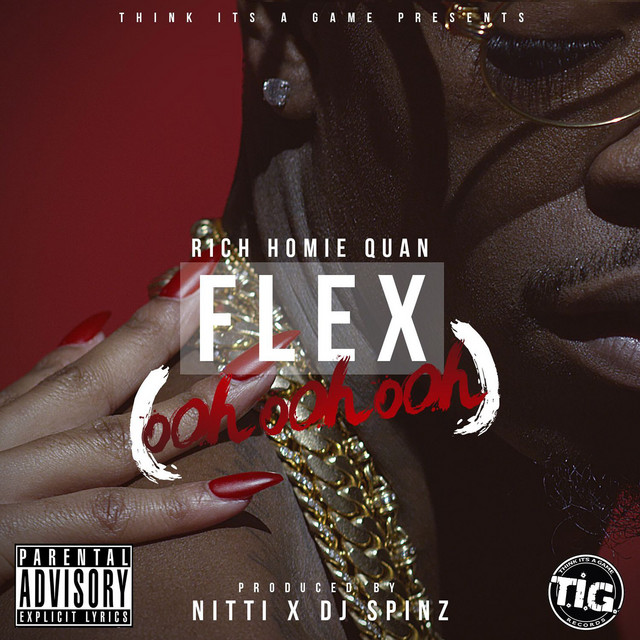 THINK ITS A GAME PRESENTS
RICH HOMIE QUAN
FLEX
(ooh ooh ooh)
PRODUCED BY
NITTI X DJ SPINZ
PARENTAL
ADVISORY
EXPLICIT LYRICS
THINK ITS A GAME
T.I.G.
RECORDS